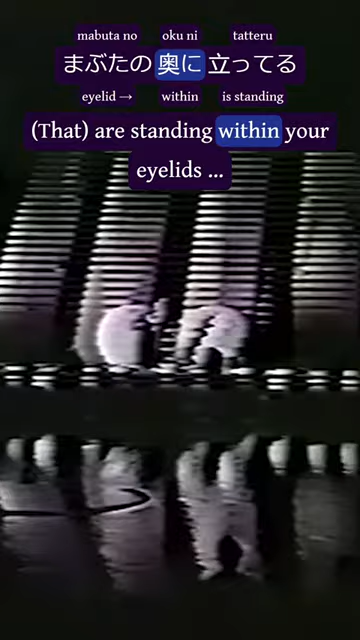 mabuta no oku ni tatteru
まぶたの 奥に 立ってる
eyelid → within is standing
(That) are standing within your
eyelids ...